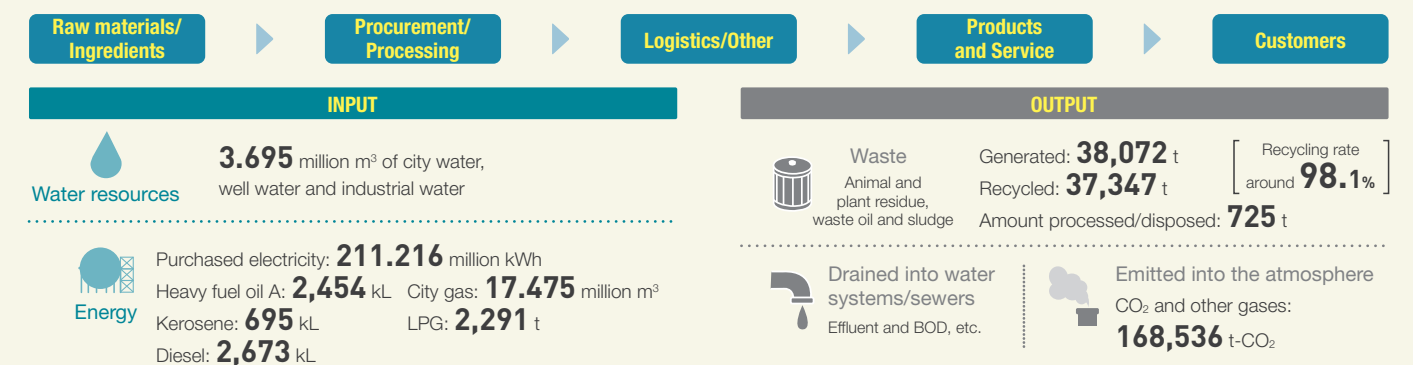 Raw materials/
Ingredients
Procurement/
Processing
Logistics/Other
Products
and Service
Customers
INPUT
Water resources
3.695 million m³ of city water,
well water and industrial water
Energy
Purchased electricity: 211.216 million kWh
Heavy fuel oil A: 2,454 kL City gas: 17.475 million m³
Kerosene: 695 kL LPG: 2,291 t
Diesel: 2,673 kL
OUTPUT
Waste
Animal and
plant residue,
waste oil and sludge
Generated: 38,072 t
Recycled: 37,347 t
Recycling rate
around 98.1%
Amount processed/disposed: 725 t
Drained into water
systems/sewers
Effluent and BOD, etc.
Emitted into the atmosphere
CO₂ and other gases:
168,536 t-CO₂